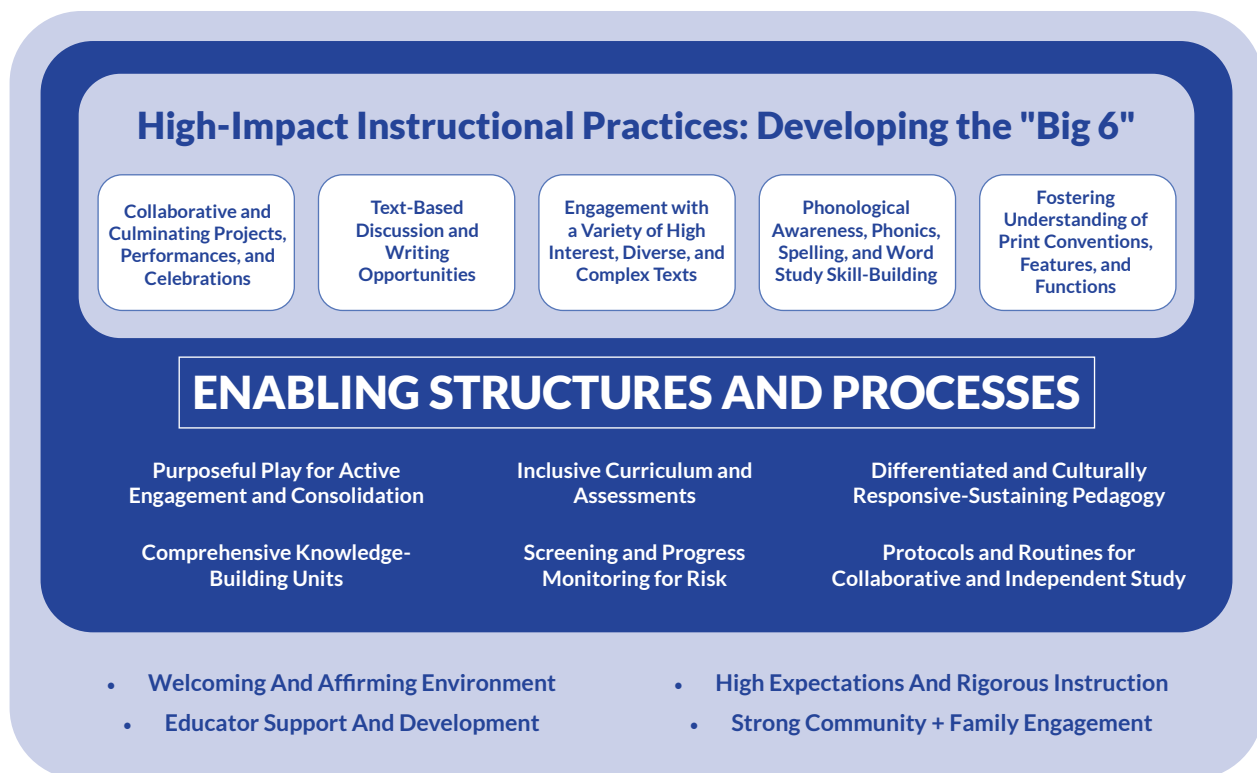 High-Impact Instructional Practices: Developing the "Big 6"
Collaborative and
Culminating Projects,
Performances, and
Celebrations
Text-Based
Discussion and
Writing
Opportunities
Engagement with
a Variety of High
Interest, Diverse, and
Complex Texts
Phonological
Awareness, Phonics,
Spelling, and Word
Study Skill-Building
Fostering
Understanding of
Print Conventions,
Features, and
Functions
ENABLING STRUCTURES AND PROCESSES
Purposeful Play for Active
Engagement and Consolidation
Inclusive Curriculum and
Assessments
Differentiated and Culturally
Responsive-Sustaining Pedagogy
Comprehensive Knowledge-
Building Units
Screening and Progress
Monitoring for Risk
Protocols and Routines for
Collaborative and Independent Study
• Welcoming And Affirming Environment
• High Expectations And Rigorous Instruction
• Educator Support And Development
• Strong Community + Family Engagement